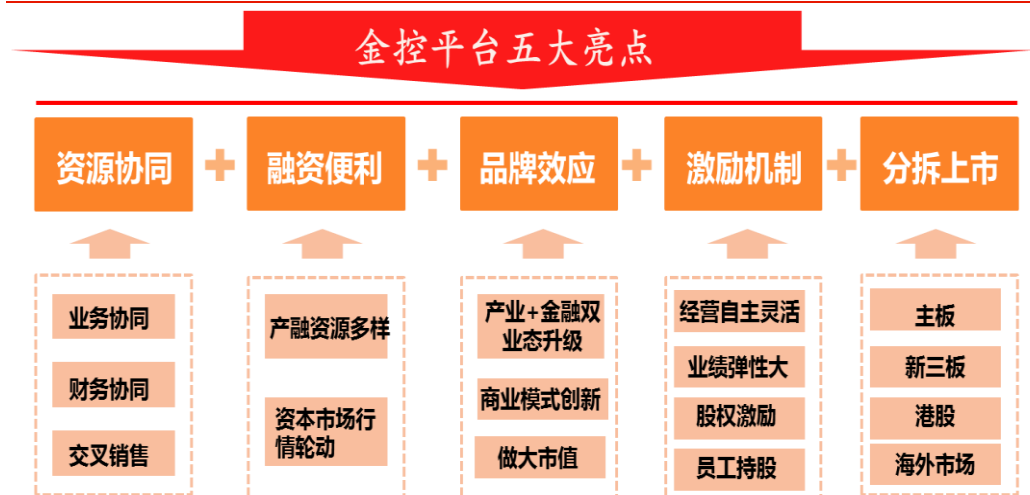 金控平台五大亮点
资源协同
融资便利
品牌效应
激励机制
分拆上市
业务协同
财务协同
交叉销售
产融资源多样
资本市场行
情轮动
产业+金融双
业态升级
商业模式创新
做大市值
经营自主灵活
业绩弹性大
股权激励
员工持股
主板
新三板
港股
海外市场